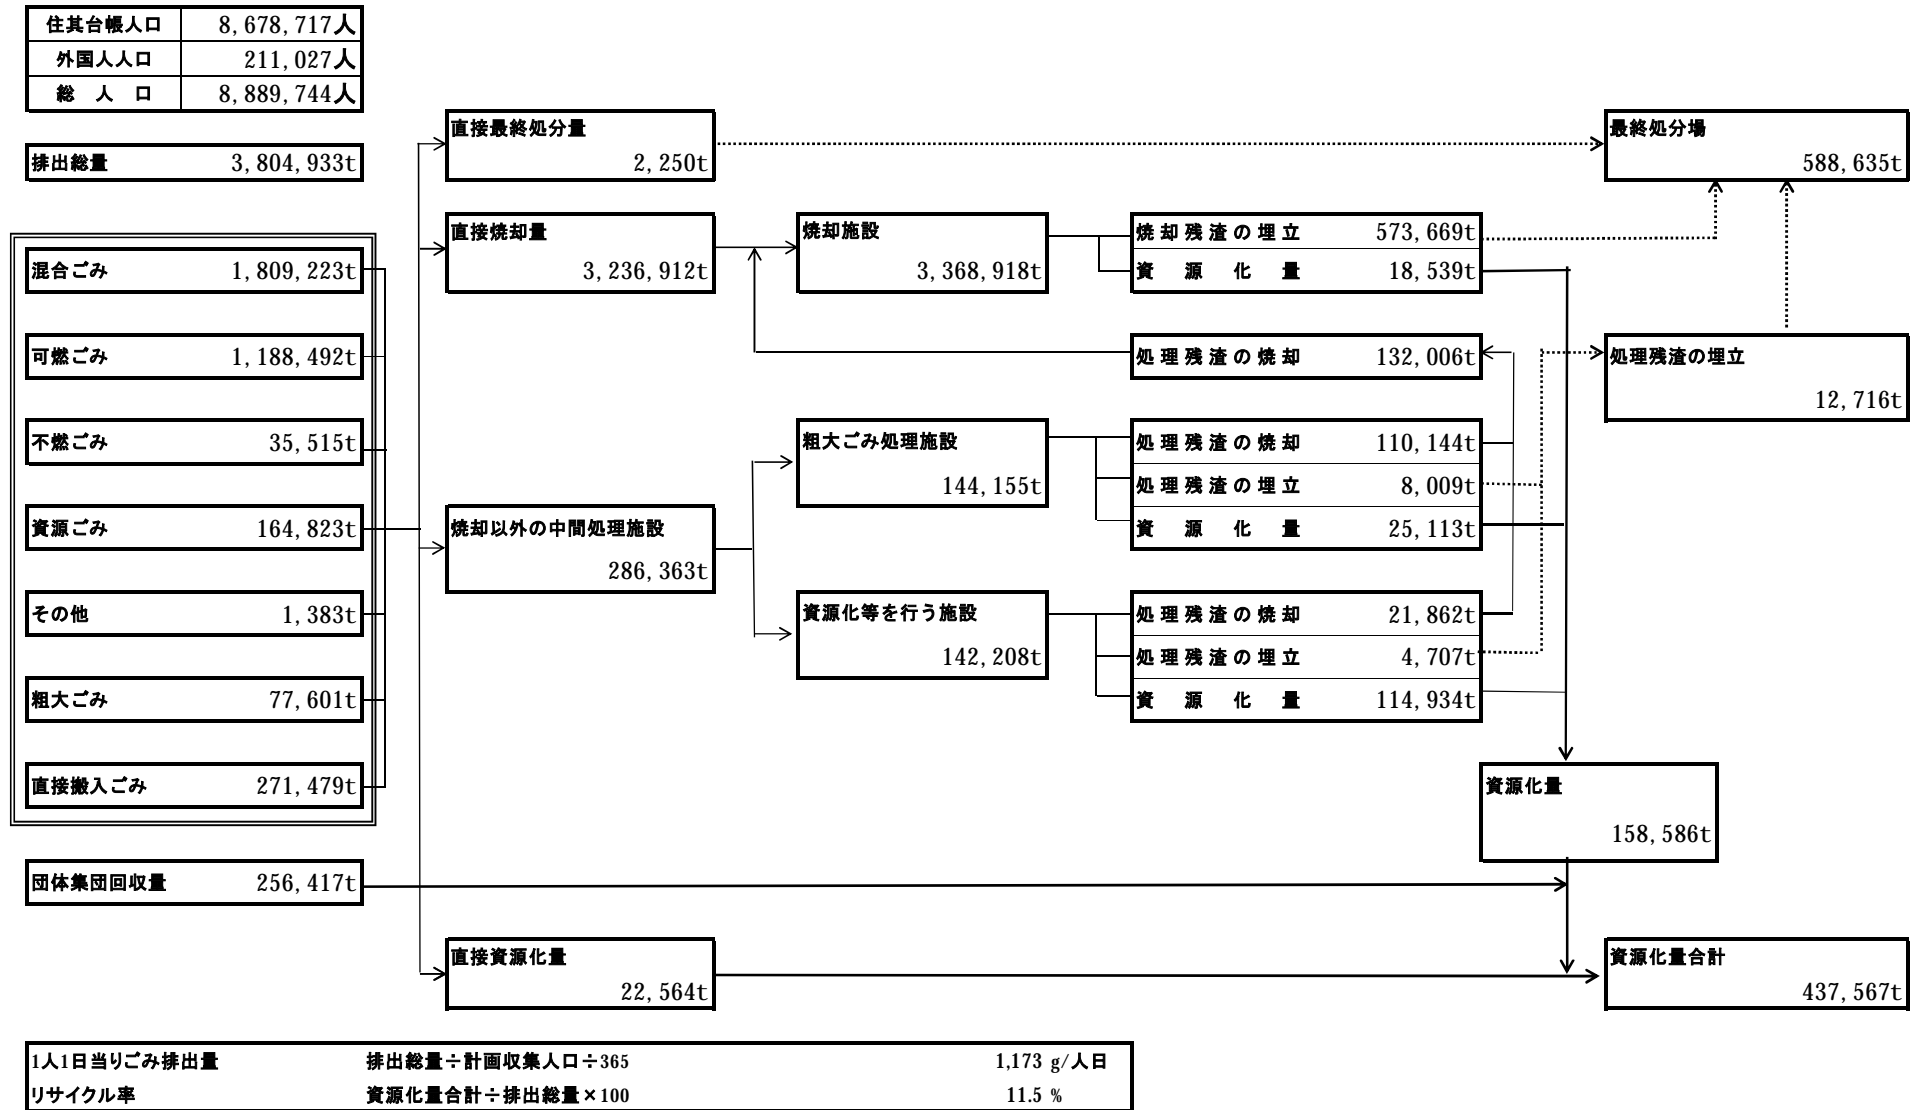 住其台帳人口 8,678,717人
外国人人口 211,027人
総 人 口 8,889,744人
排出総量 3,804,933t
混合ごみ 1,809,223t
可燃ごみ 1,188,492t
不燃ごみ 35,515t
資源ごみ 164,823t
その他 1,383t
粗大ごみ 77,601t
直接搬入ごみ 271,479t
団体集団回収量 256,417t
直接最終処分量
2,250t
直接焼却量
3,236,912t
焼却以外の中間処理施設
286,363t
直接資源化量
22,564t
焼却施設
3,368,918t
粗大ごみ処理施設
144,155t
資源化等を行う施設
142,208t
焼却残渣の埋立 573,669t
資源化量 18,539t
処理残渣の焼却 132,006t
処理残渣の焼却 110,144t
処理残渣の埋立 8,009t
資源化量 25,113t
処理残渣の焼却 21,862t
処理残渣の埋立 4,707t
資源化量 114,934t
最終処分場
588,635t
処理残渣の埋立
12,716t
資源化量
158,586t
資源化量合計
437,567t
1人1日当りごみ排出量 排出総量÷計画収集人口÷365 1,173 g/人日
リサイクル率 資源化量合計÷排出総量×100 11.5 %